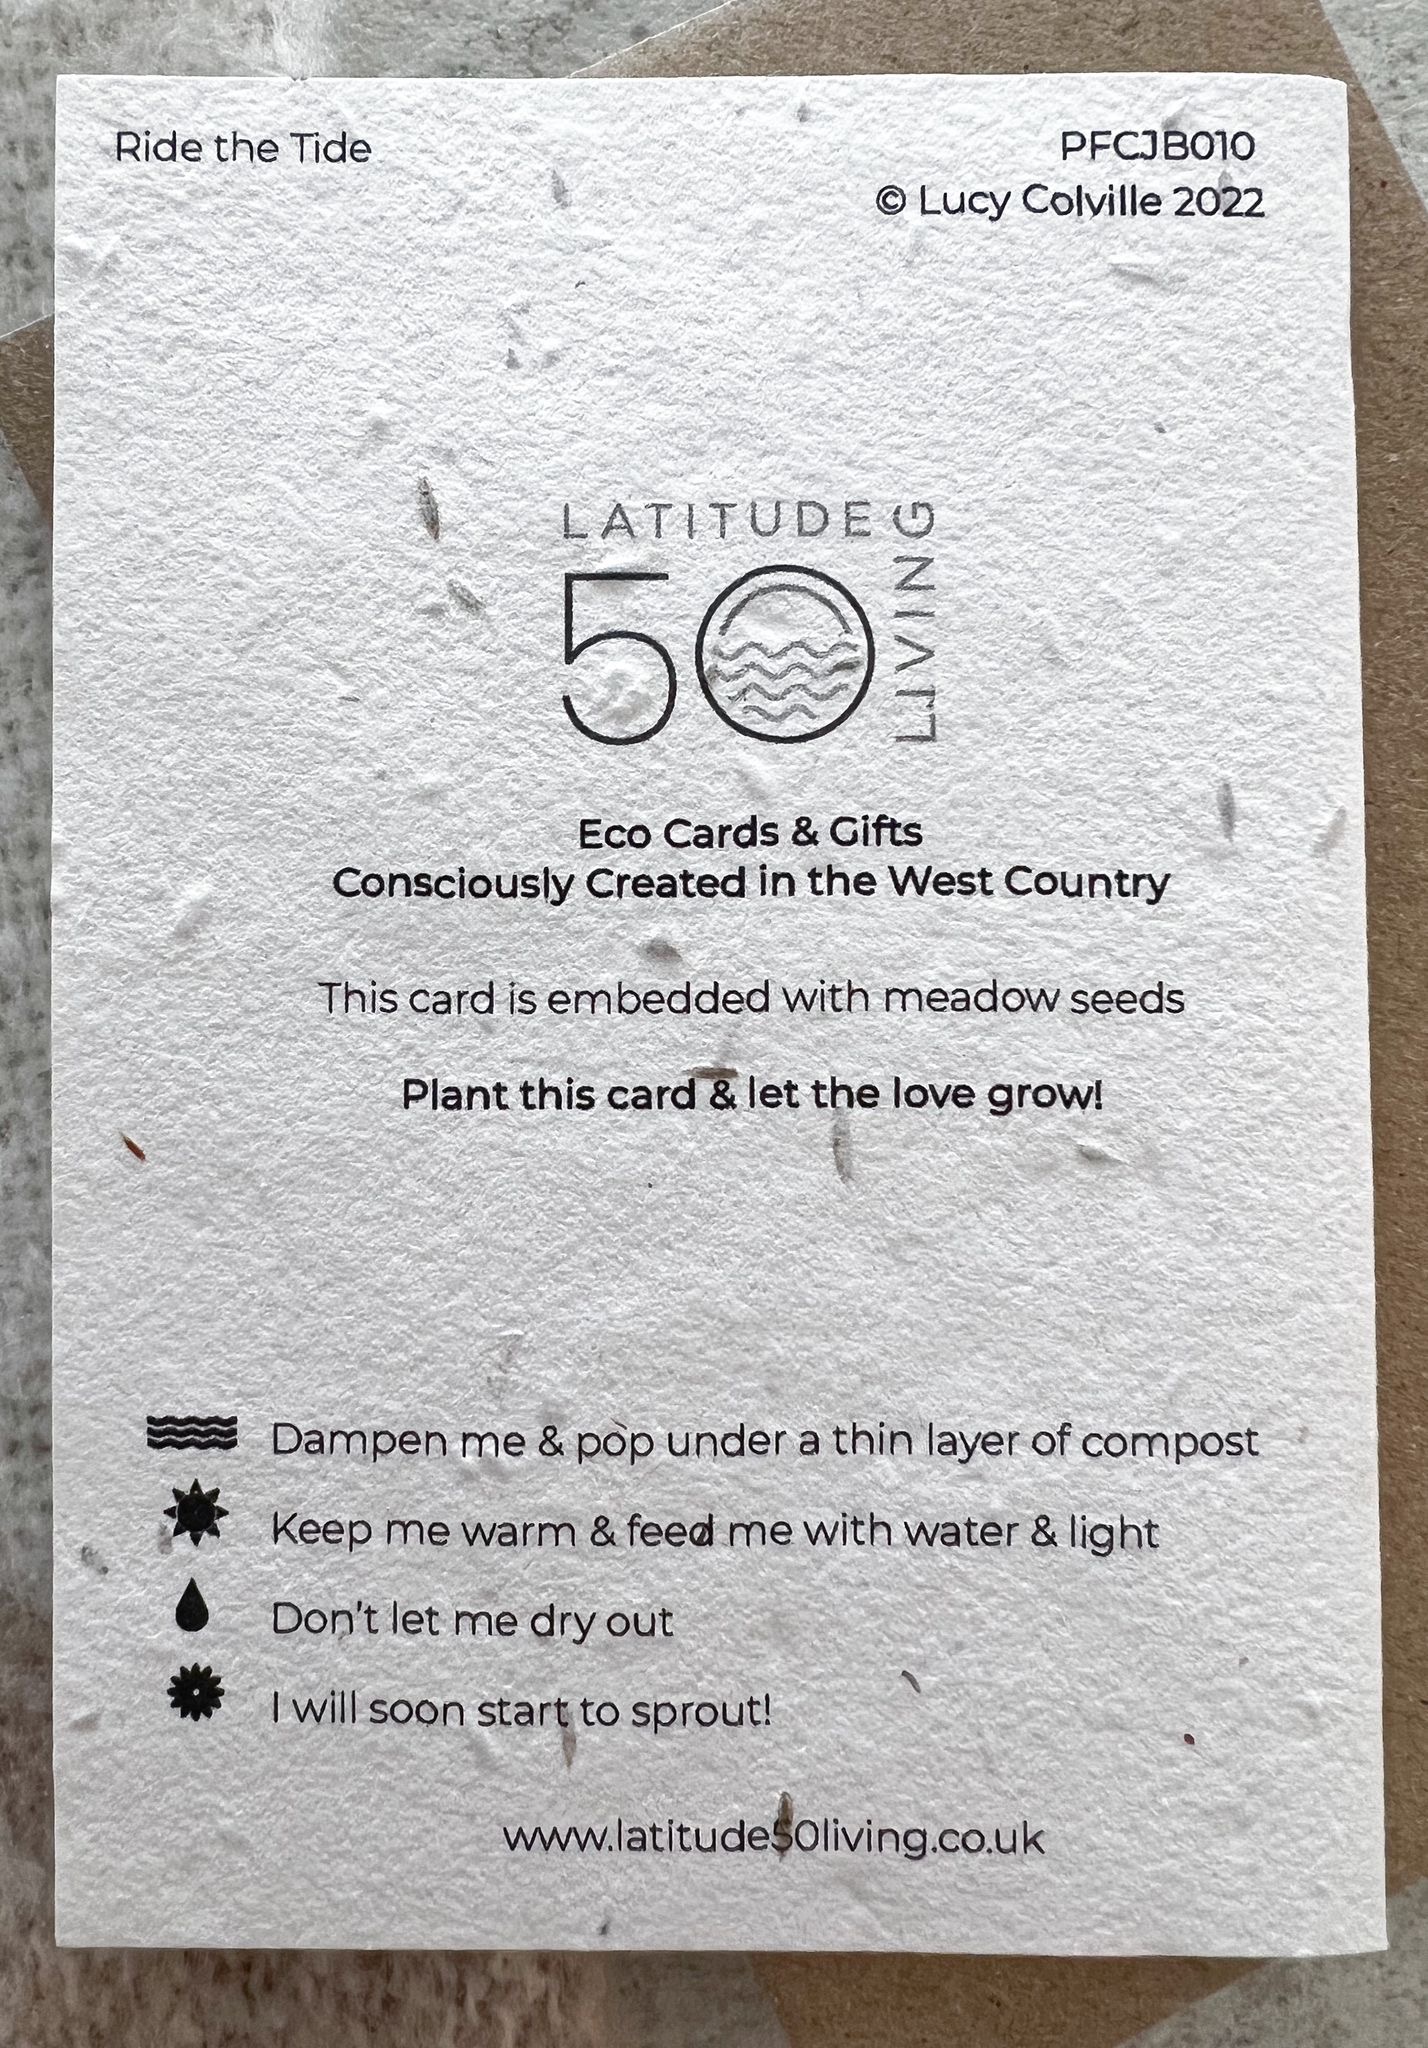 Ride the Tide
PFCJB010
© Lucy Colville 2022
LATITUDE
50
LIVING
Eco Cards & Gifts
Consciously Created in the West Country
This card is embedded with meadow seeds
Plant this card & let the love grow!
Dampen me & pop under a thin layer of compost
Keep me warm & feed me with water & light
Don't let me dry out
I will soon start to sprout!
www.latitude50living.co.uk